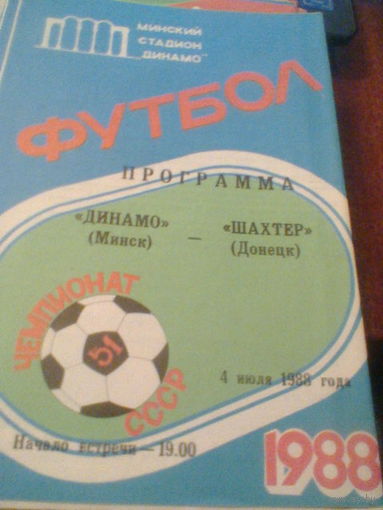 МИНСКИЙ
СТАДИОН
„ДИНАМО"
ФУТБОЛ
ПРОГРАММА
«ДИНАМО» — «ШАХТЕР»
(Минск) (Донецк)
ЧЕМПИОНАТ
51
СССР
4 июля 1988 года
Начало встречи — 19.00
1988